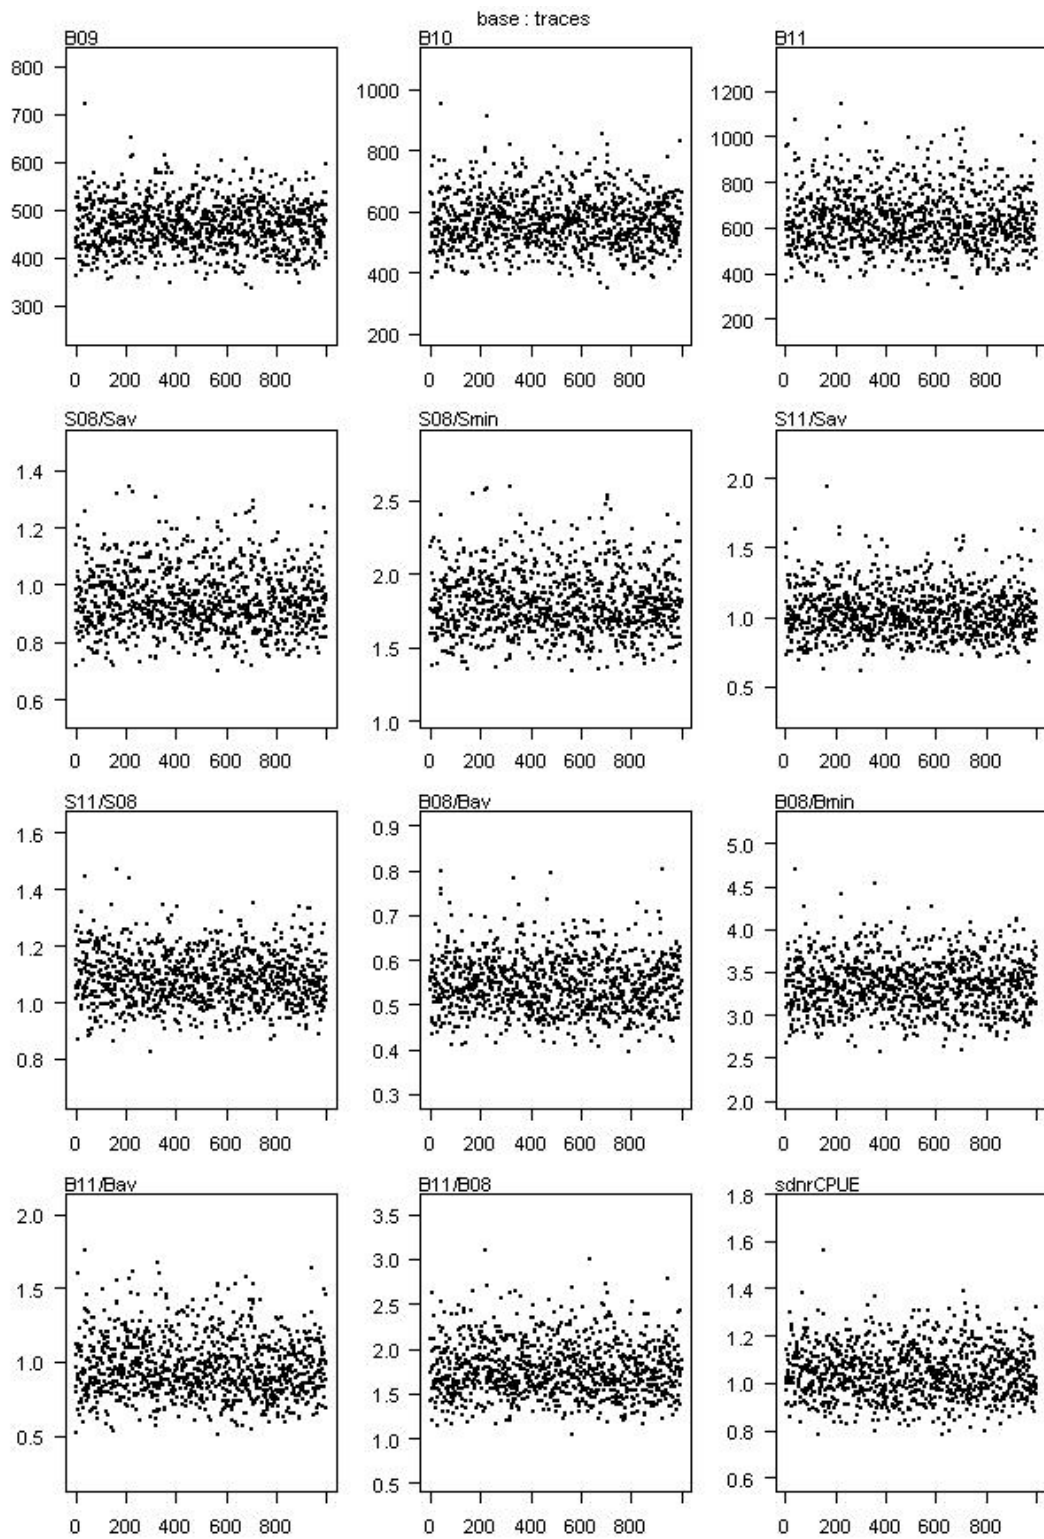 base : traces
B09 B10 B11
800 1000 1200
700 1000
600 800 800
500 600 600
400 400 400
300 200 200
0 200 400 600 800 0 200 400 600 800 0 200 400 600 800
S08/Sav S08/Smin S11/Sav
1.4 2.5 2.0
1.2 1.5
1.0 2.0 1.0
0.8 1.5 0.5
0.6 1.0
0 200 400 600 800 0 200 400 600 800 0 200 400 600 800
S11/S08 B08/Bav B08/Bmin
1.6 0.9 5.0
1.4 0.8 4.5
1.2 0.7 4.0
1.0 0.6 3.5
0.8 0.5 3.0
0.4 2.5
0.3 2.0
0 200 400 600 800 0 200 400 600 800 0 200 400 600 800
B11/Bav B11/B08 sdnrCPUE
2.0 3.5 1.8
1.5 3.0 1.6
1.0 2.5 1.4
0.5 2.0 1.2
1.5 1.0
1.0 0.8
0.5 0.6
0 200 400 600 800 0 200 400 600 800 0 200 400 600 800